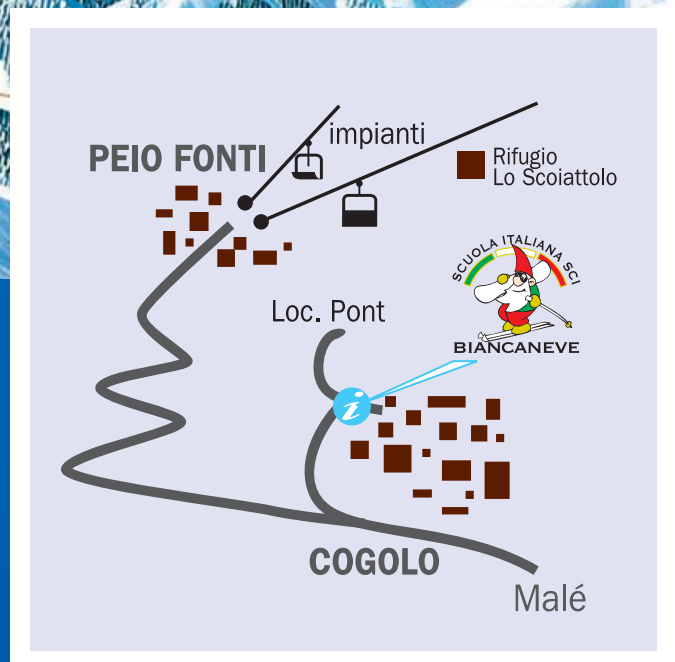 impianti
PEIO FONTI
Rifugio
Lo Scoiattolo
SCUOLA ITALIANA SCI
BIANCANEVE
Loc. Pont
i
COGOLO
Malé